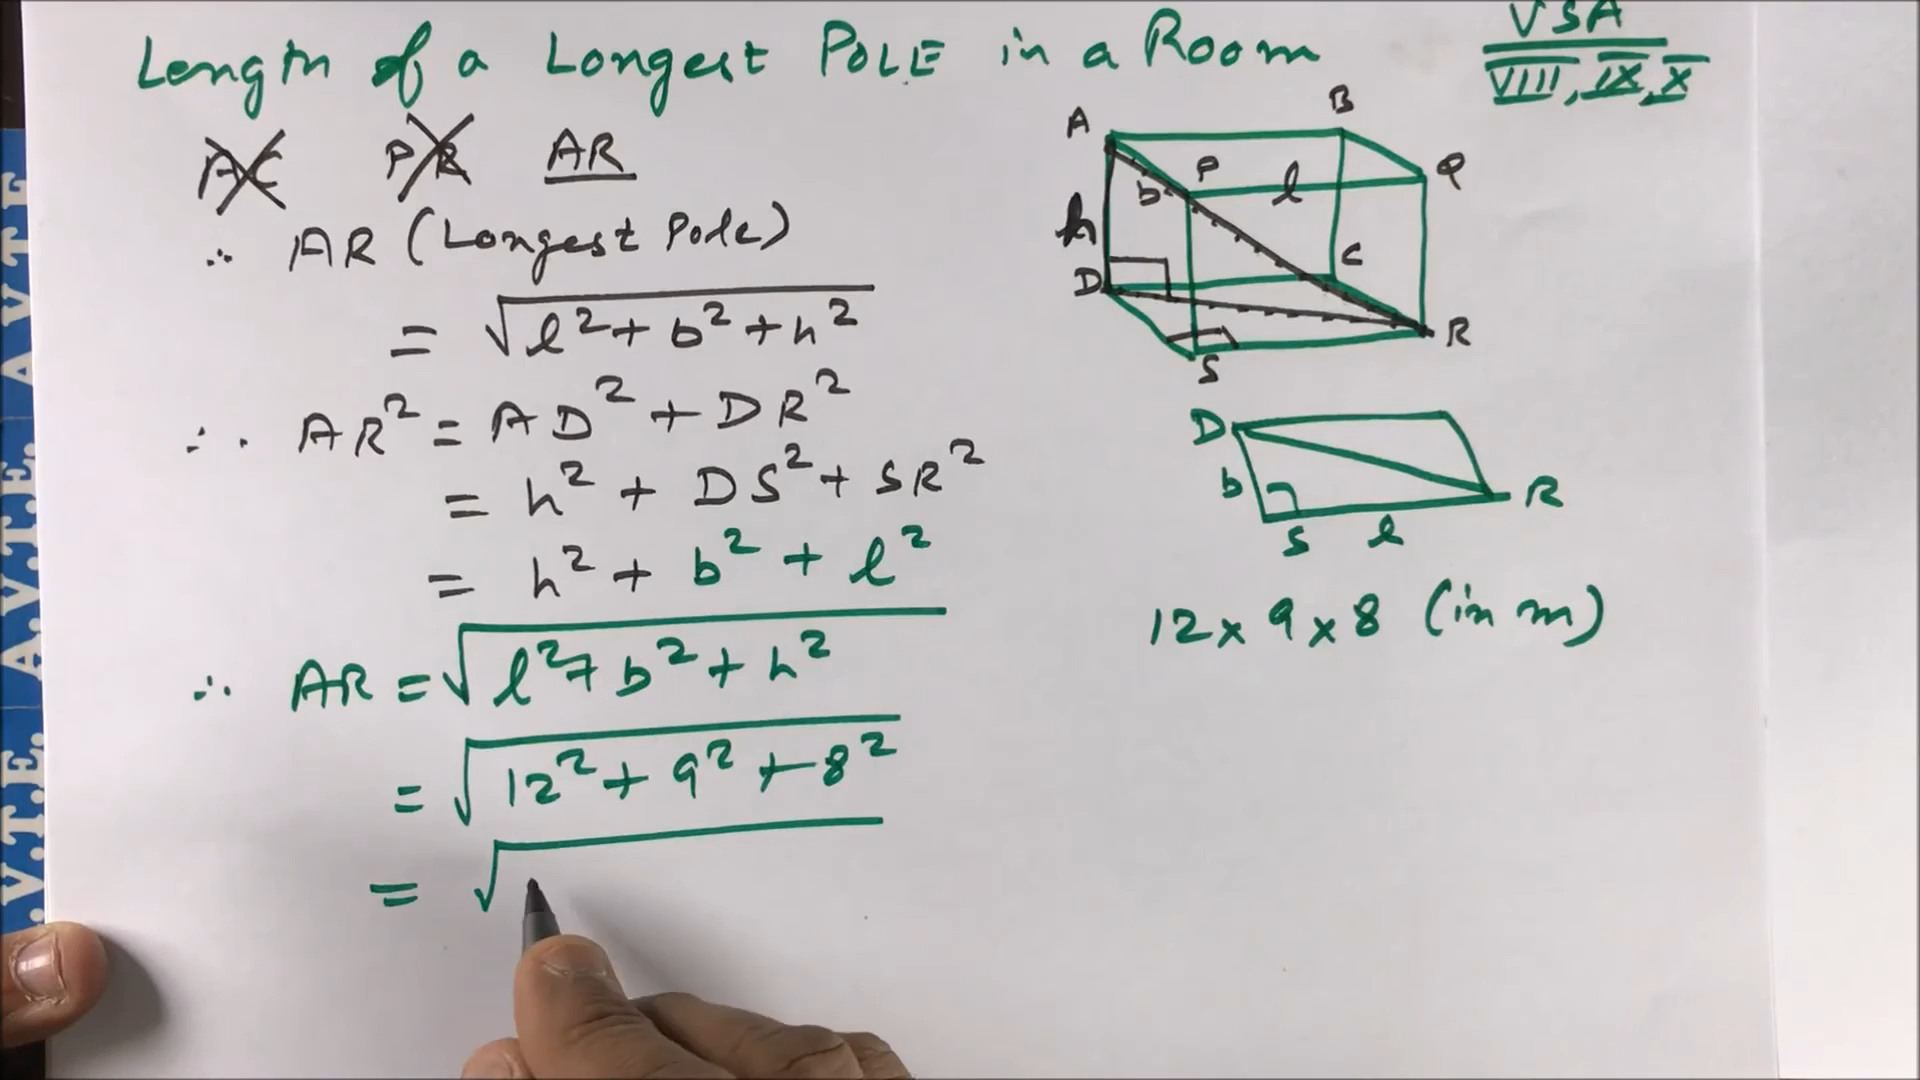 Length of a Longest POLE in a Room
VSA
VIII, IX, X
AC PR AR
∴ AR (Longest Pole)
= √l²+b²+h²
∴ AR² = AD² + DR²
= h² + DS² + SR²
= h² + b² + l²
∴ AR = √l²+b²+h²
= √12²+9²+8²
= √
A B
P Q
b l
h
D C
R
S
D
b R
S l
12 x 9 x 8 (in m)
A.V.T.E. A.V.T.E. A.V.T.E